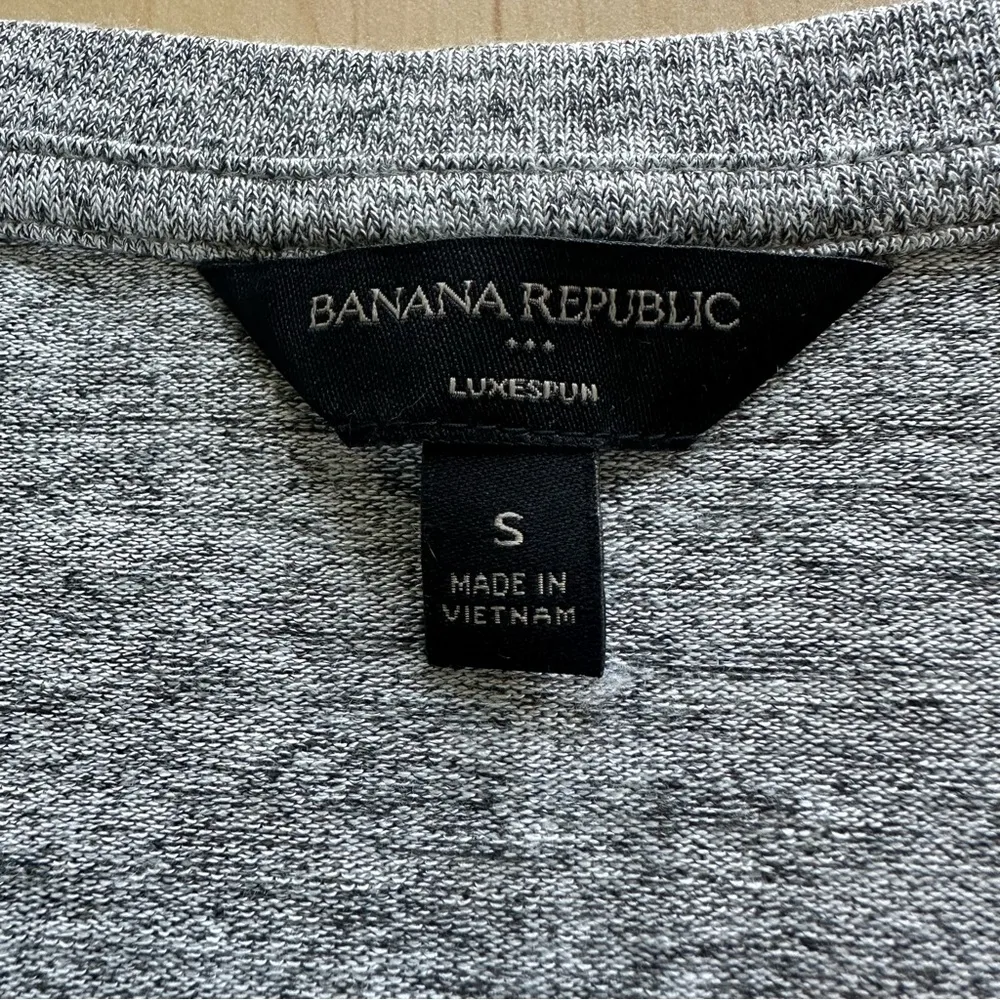 BANANA REPUBLIC
LUXESPUN
S
MADE IN
VIETNAM